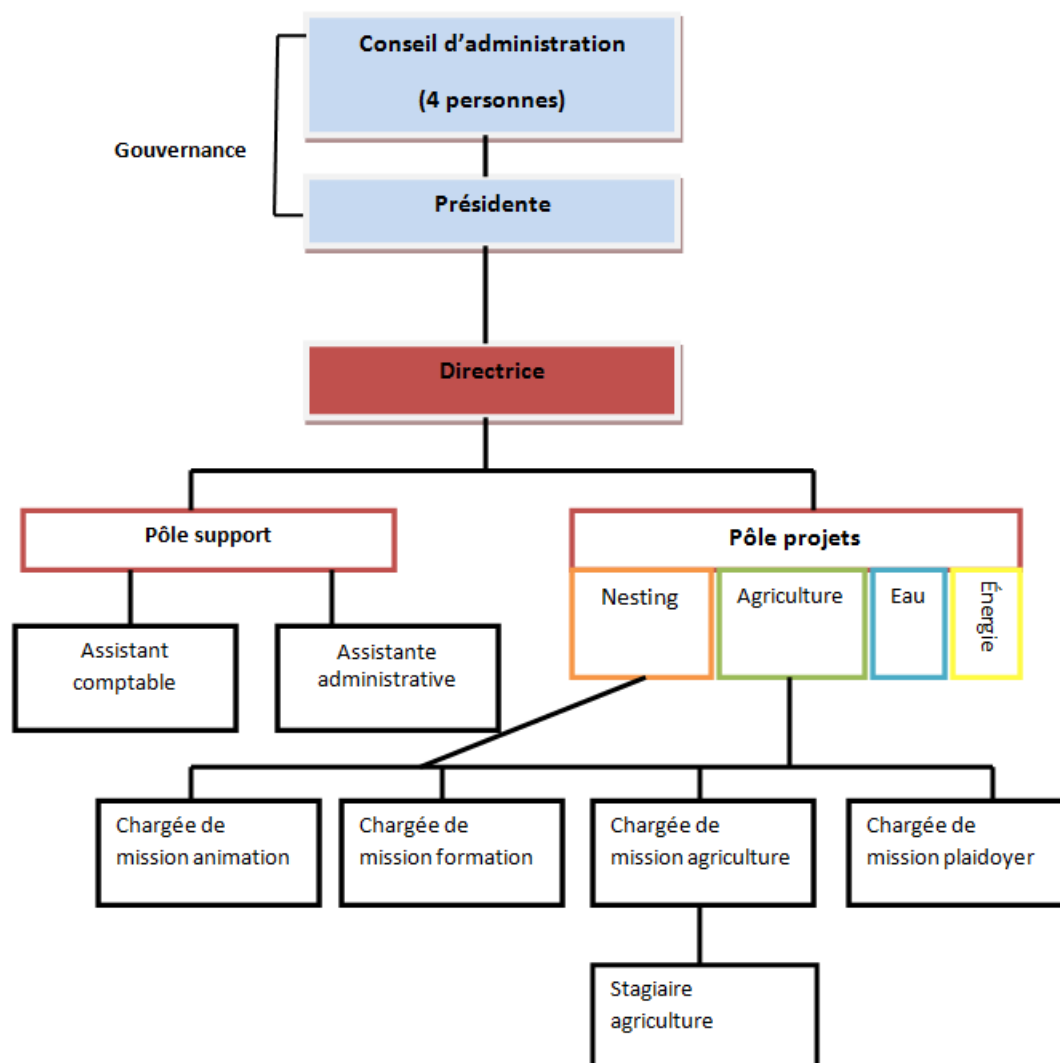 Conseil d’administration
(4 personnes)
Gouvernance
Présidente
Directrice
Pôle support
Pôle projets
Nesting
Agriculture
Eau
Énergie
Assistant
comptable
Assistante
administrative
Chargée de
mission animation
Chargée de
mission formation
Chargée de
mission agriculture
Chargée de
mission plaidoyer
Stagiaire
agriculture